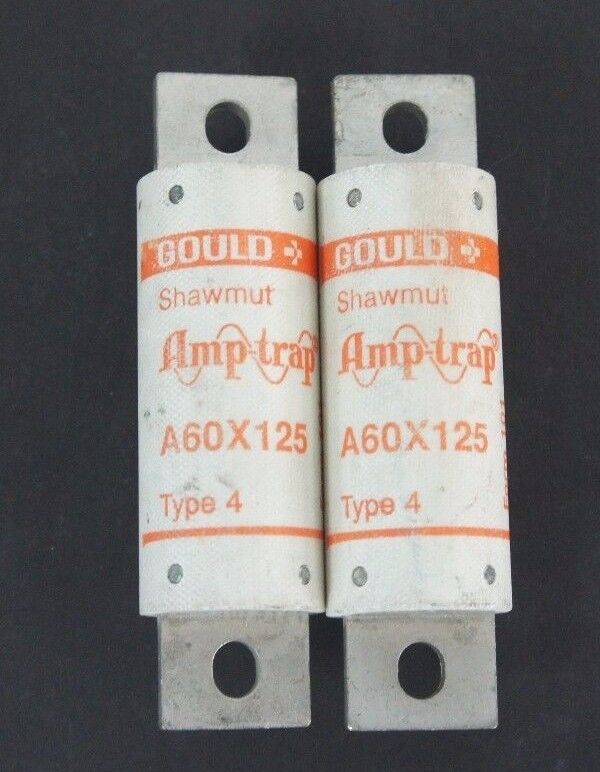 GOULD
Shawmut
Amp-trap
A60X125
Type 4
GOULD
Shawmut
Amp-trap®
A60X125
Type 4